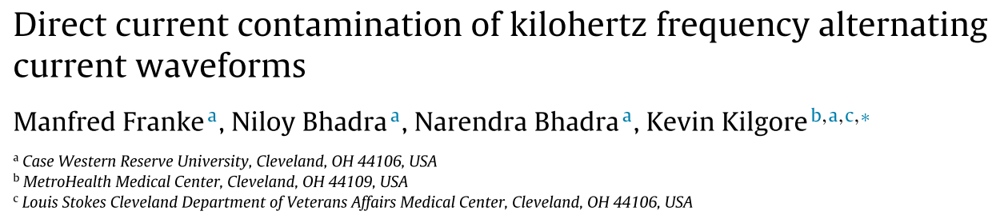 Direct current contamination of kilohertz frequency alternating
current waveforms
Manfred Franke a, Niloy Bhadra a, Narendra Bhadra a, Kevin Kilgore b,a,c,*
a Case Western Reserve University, Cleveland, OH 44106, USA
b MetroHealth Medical Center, Cleveland, OH 44109, USA
c Louis Stokes Cleveland Department of Veterans Affairs Medical Center, Cleveland, OH 44106, USA